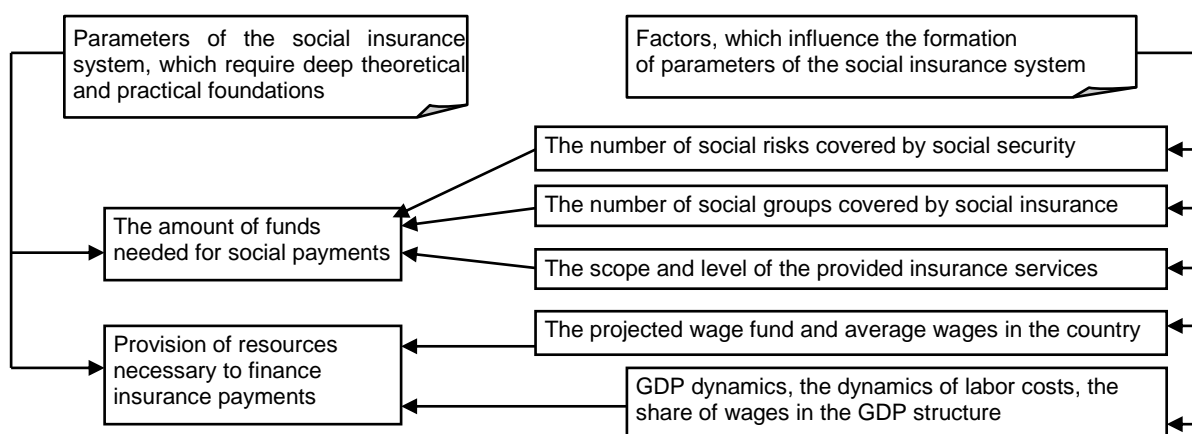 Parameters of the social insurance
system, which require deep theoretical
and practical foundations
Factors, which influence the formation
of parameters of the social insurance system
The number of social risks covered by social security
The number of social groups covered by social insurance
The amount of funds
needed for social payments
The scope and level of the provided insurance services
The projected wage fund and average wages in the country
Provision of resources
necessary to finance
insurance payments
GDP dynamics, the dynamics of labor costs, the
share of wages in the GDP structure